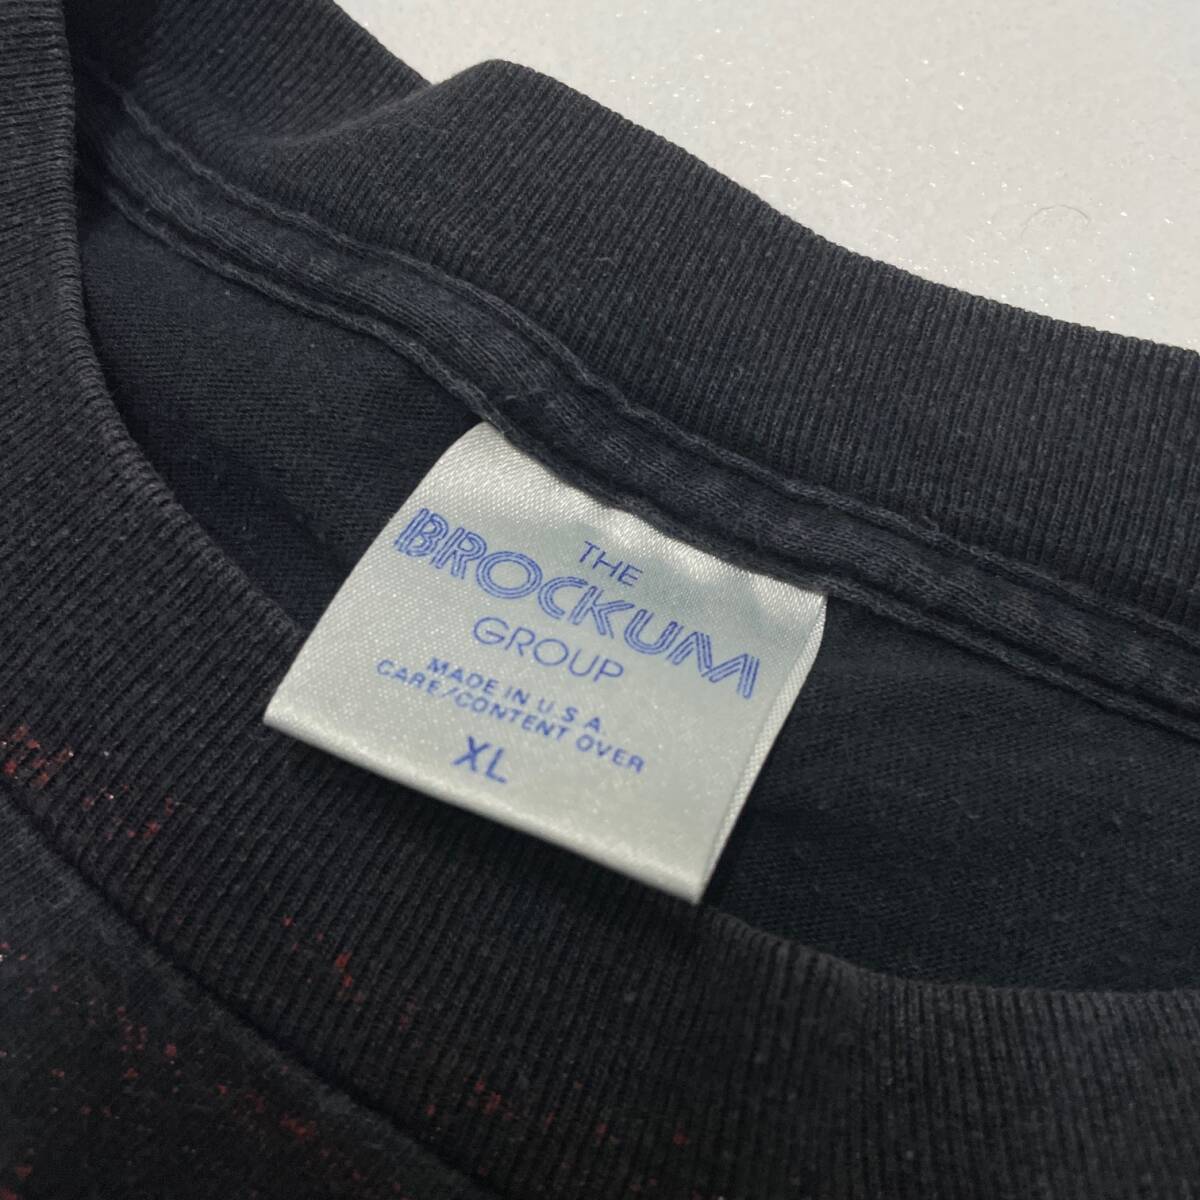 THE
BROCKUM
GROUP
MADE IN U.S.A.
CARE/CONTENT OVER
XL